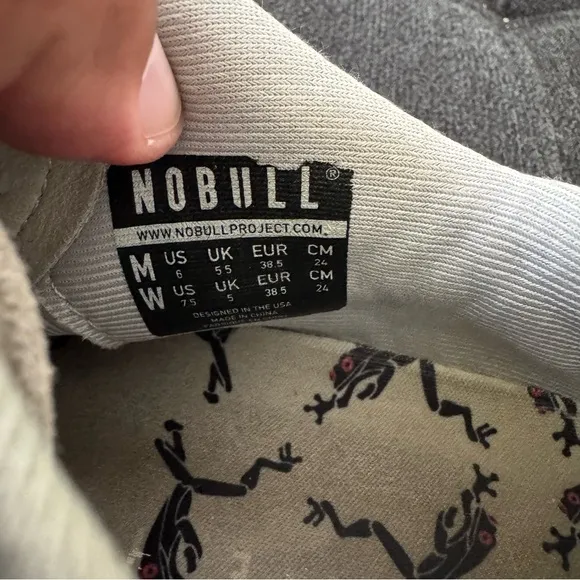 NOBULL®
WWW.NOBULLPROJECT.COM
M US UK EUR CM
6 5.5 38.5 24
W US UK EUR CM
7.5 5 38.5 24
DESIGNED IN THE USA
MADE IN CHINA